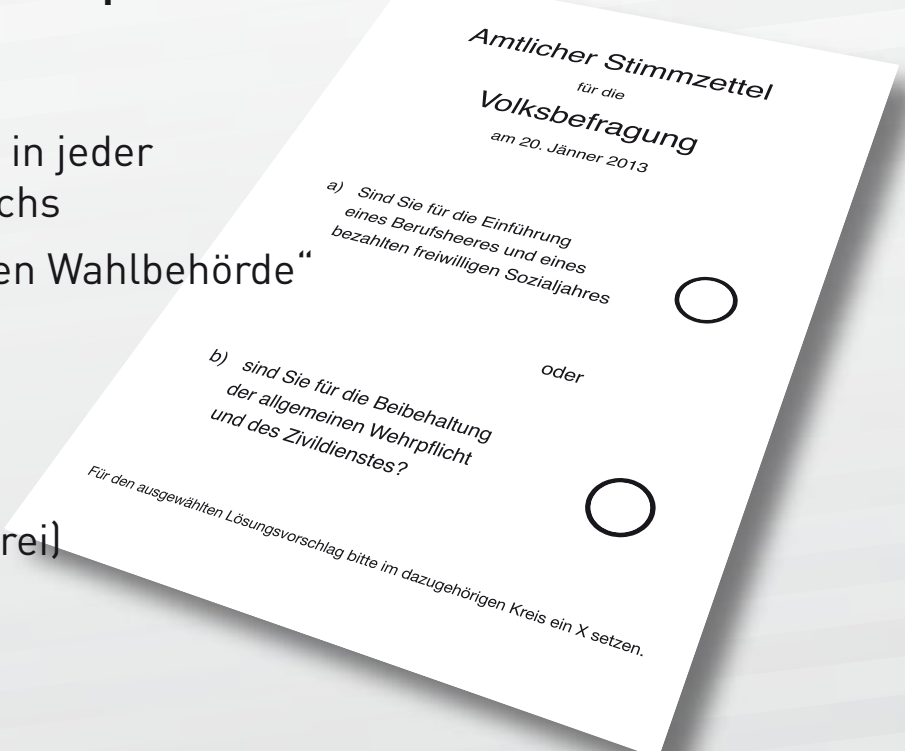 in jeder
chs
en Wahlbehörde“
rei)
Amtlicher Stimmzettel
für die
Volksbefragung
am 20. Jänner 2013
a) Sind Sie für die Einführung
eines Berufsheeres und eines
bezahlten freiwilligen Sozialjahres
oder
b) sind Sie für die Beibehaltung
der allgemeinen Wehrpflicht
und des Zivildienstes?
Für den ausgewählten Lösungsvorschlag bitte im dazugehörigen Kreis ein X setzen.